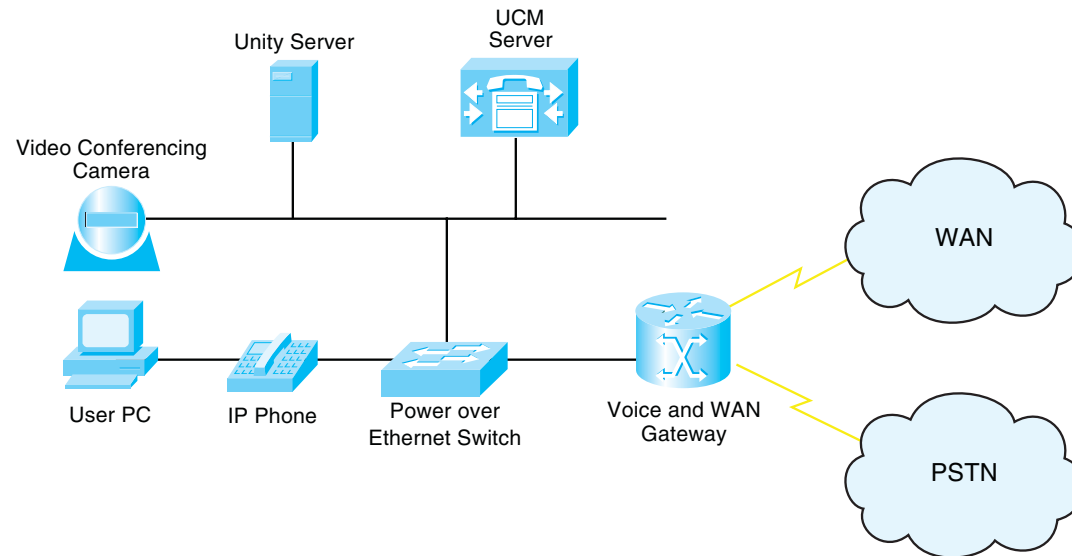 UCM
Server
Unity Server
Video Conferencing
Camera
WAN
User PC
IP Phone
Power over
Ethernet Switch
Voice and WAN
Gateway
PSTN